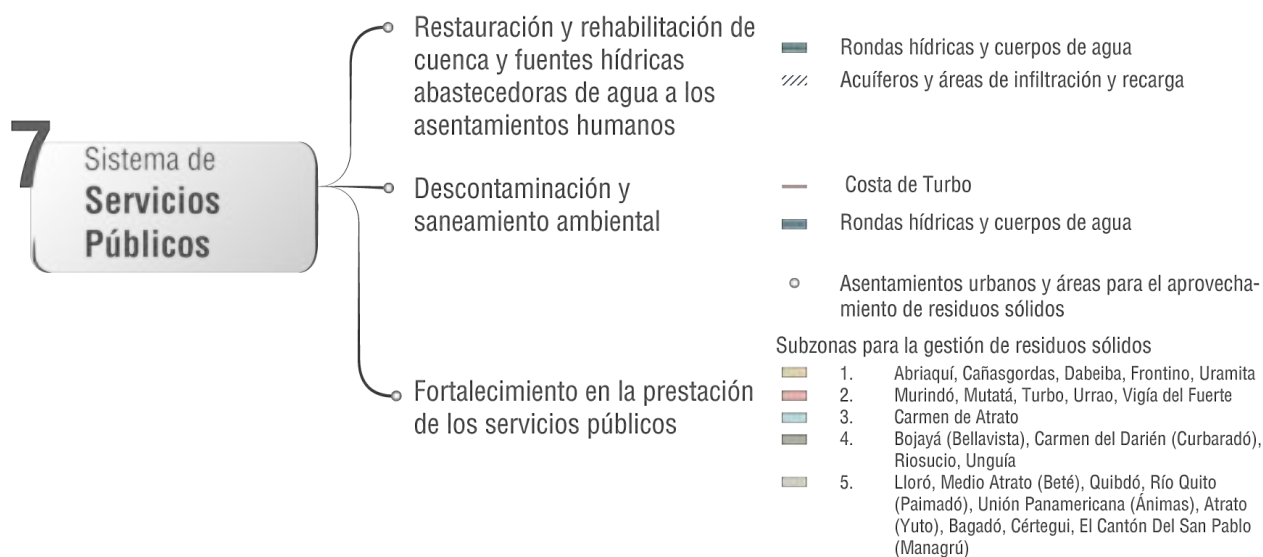 7
Sistema de
Servicios
Públicos
Restauración y rehabilitación de
cuenca y fuentes hídricas
abastecedoras de agua a los
asentamientos humanos
Rondas hídricas y cuerpos de agua
Acuíferos y áreas de infiltración y recarga
Descontaminación y
saneamiento ambiental
Costa de Turbo
Rondas hídricas y cuerpos de agua
Fortalecimiento en la prestación
de los servicios públicos
Asentamientos urbanos y áreas para el aprovecha-
miento de residuos sólidos
Subzonas para la gestión de residuos sólidos
1. Abriaquí, Cañasgordas, Dabeiba, Frontino, Uramita
2. Murindó, Mutatá, Turbo, Urrao, Vigía del Fuerte
3. Carmen de Atrato
4. Bojayá (Bellavista), Carmen del Darién (Curbaradó),
Riosucio, Unguía
5. Lloró, Medio Atrato (Beté), Quibdó, Río Quito
(Paimadó), Unión Panamericana (Ánimas), Atrato
(Yuto), Bagadó, Cértegui, El Cantón Del San Pablo
(Managrú)